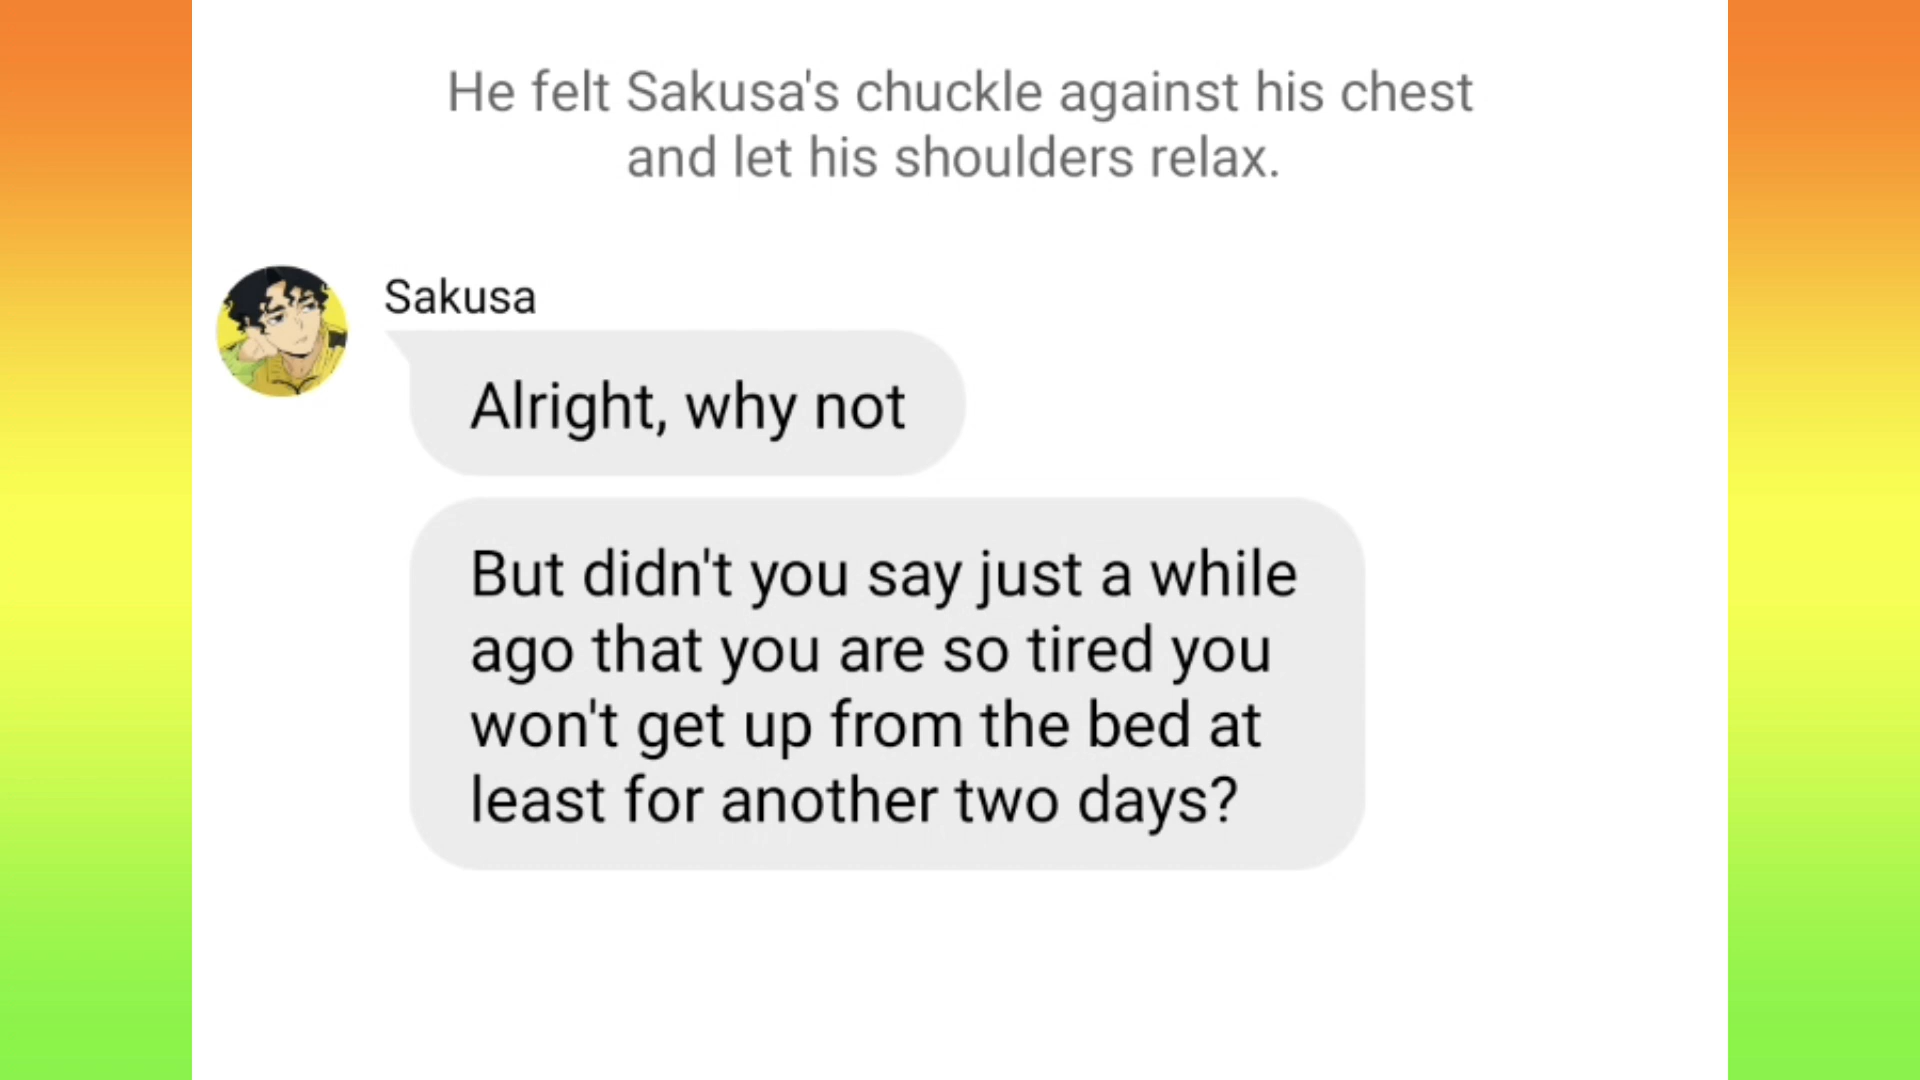 He felt Sakusa's chuckle against his chest
and let his shoulders relax.
Sakusa
Alright, why not
But didn't you say just a while
ago that you are so tired you
won't get up from the bed at
least for another two days?